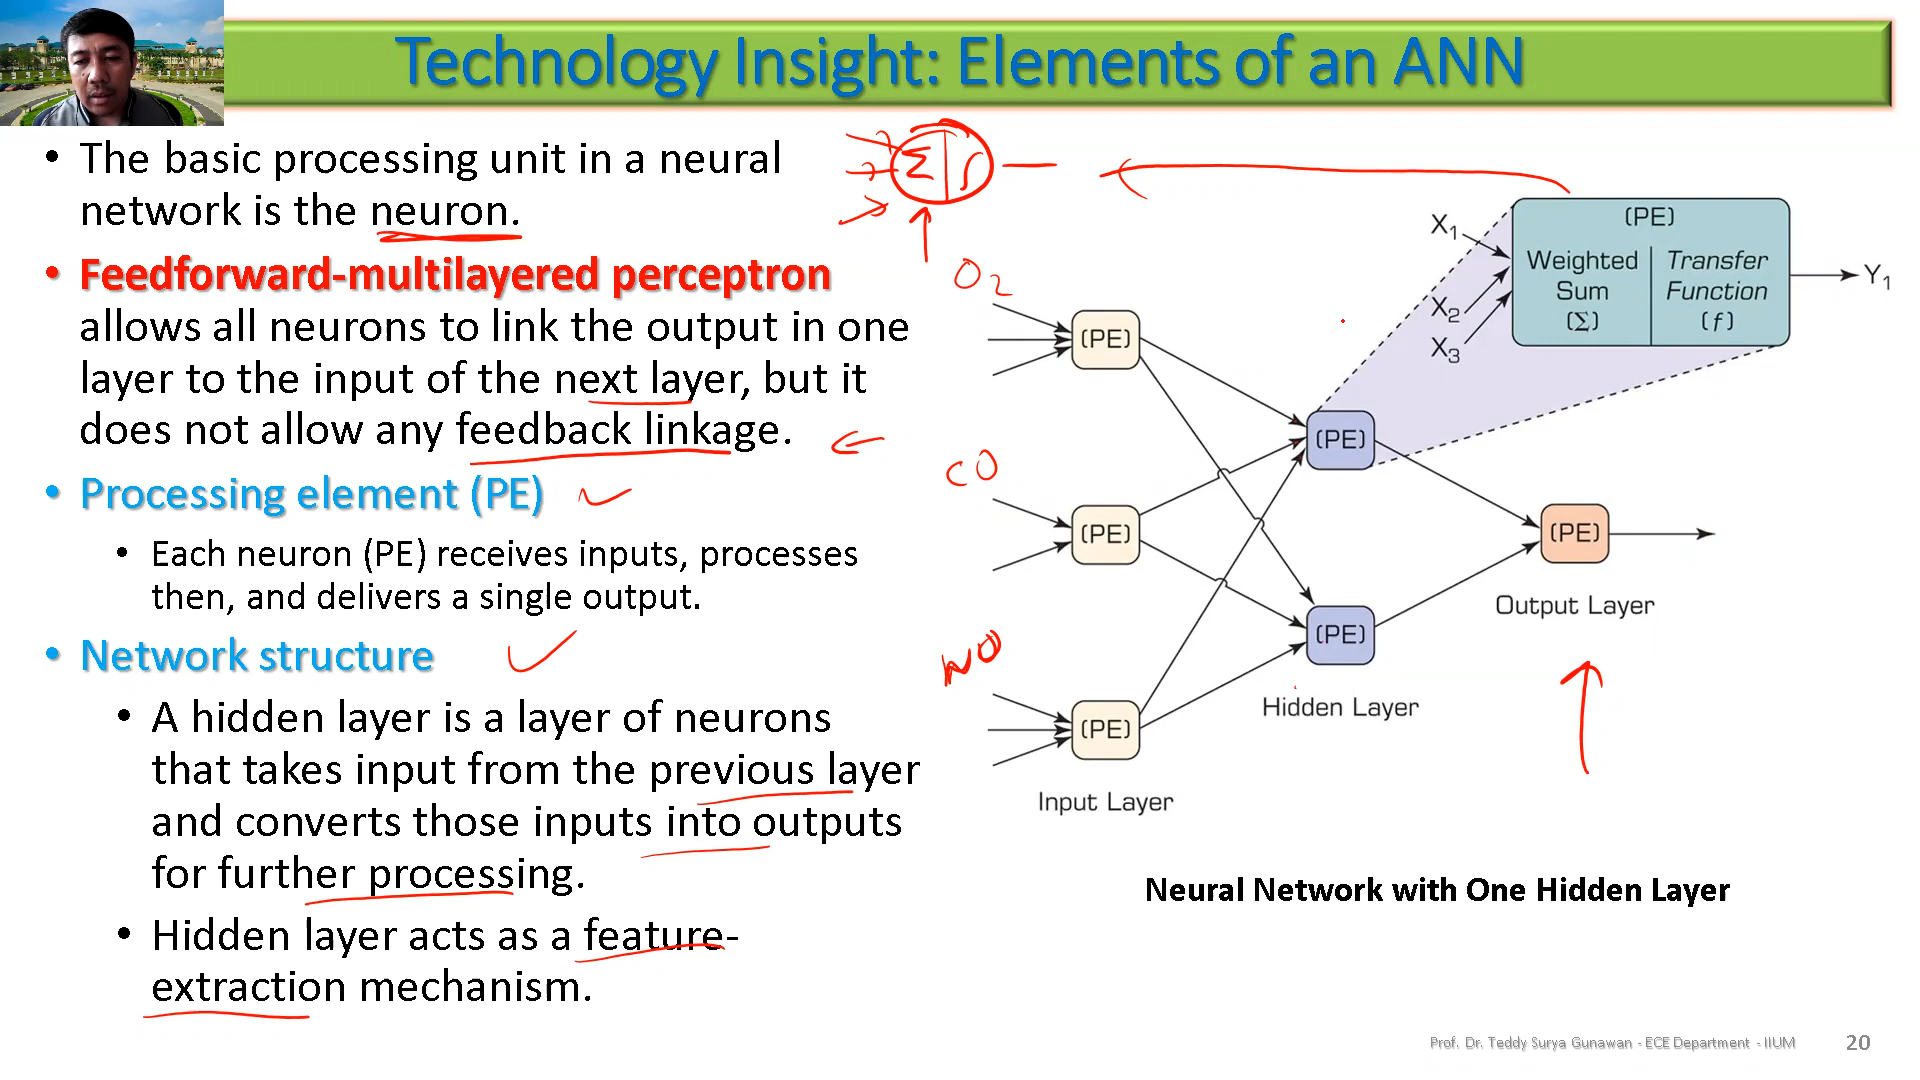 Technology Insight: Elements of an ANN
• The basic processing unit in a neural
network is the neuron.
• Feedforward-multilayered perceptron
allows all neurons to link the output in one
layer to the input of the next layer, but it
does not allow any feedback linkage.
• Processing element (PE)
• Each neuron (PE) receives inputs, processes
then, and delivers a single output.
• Network structure
• A hidden layer is a layer of neurons
that takes input from the previous layer
and converts those inputs into outputs
for further processing.
• Hidden layer acts as a feature-
extraction mechanism.
Σ ∫
O2
CO
NO
(PE)
(PE)
(PE)
Input Layer
(PE)
(PE)
Hidden Layer
(PE)
Output Layer
X1
X2
X3
(PE)
Weighted
Sum
(Σ)
Transfer
Function
(f)
Y1
Neural Network with One Hidden Layer
Prof. Dr. Teddy Surya Gunawan - ECE Department - IIUM
20